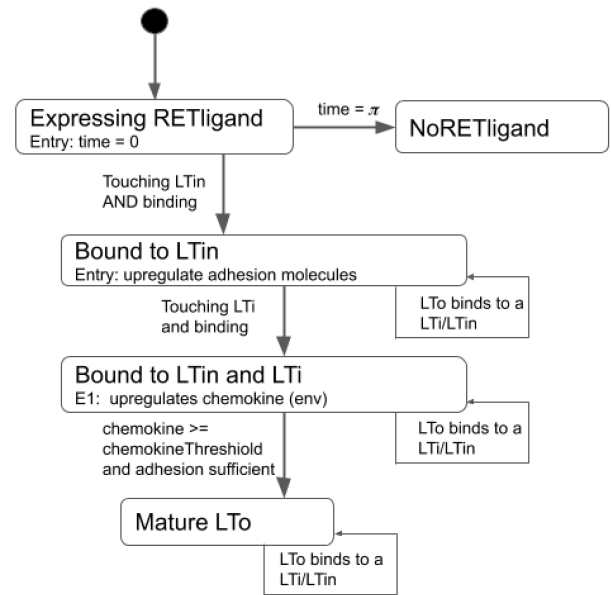 Expressing RETligand
Entry: time = 0
time = π
NoRETligand
Touching LTin
AND binding
Bound to LTin
Entry: upregulate adhesion molecules
Touching LTi
and binding
LTo binds to a
LTi/LTin
Bound to LTin and LTi
E1:  upregulates chemokine (env)
chemokine >=
chemokineThreshiold
and adhesion sufficient
LTo binds to a
LTi/LTin
Mature LTo
LTo binds to a
LTi/LTin